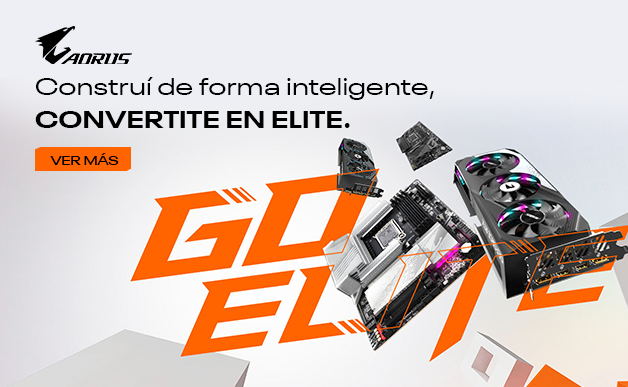 AORUS
Construí de forma inteligente,
CONVERTITE EN ELITE.
VER MÁS
GO
ELITE